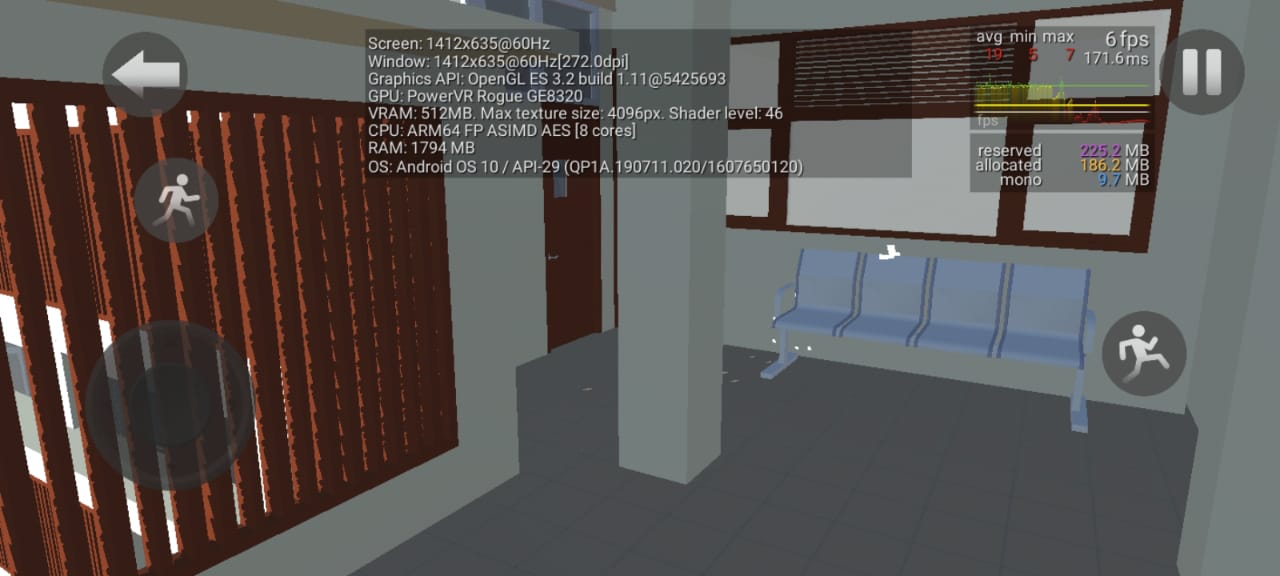 Screen: 1412x635@60Hz
Window: 1412x635@60Hz[272.0dpi]
Graphics API: OpenGL ES 3.2 build 1.11@5425693
GPU: PowerVR Rogue GE8320
VRAM: 512MB. Max texture size: 4096px. Shader level: 46
CPU: ARM64 FP ASIMD AES [8 cores]
RAM: 1794 MB
OS: Android OS 10 / API-29 (QP1A.190711.020/1607650120)
avg min max 6 fps
19 5 7 171.6 ms
fps
reserved 225.2 MB
allocated 186.2 MB
mono 9.7 MB